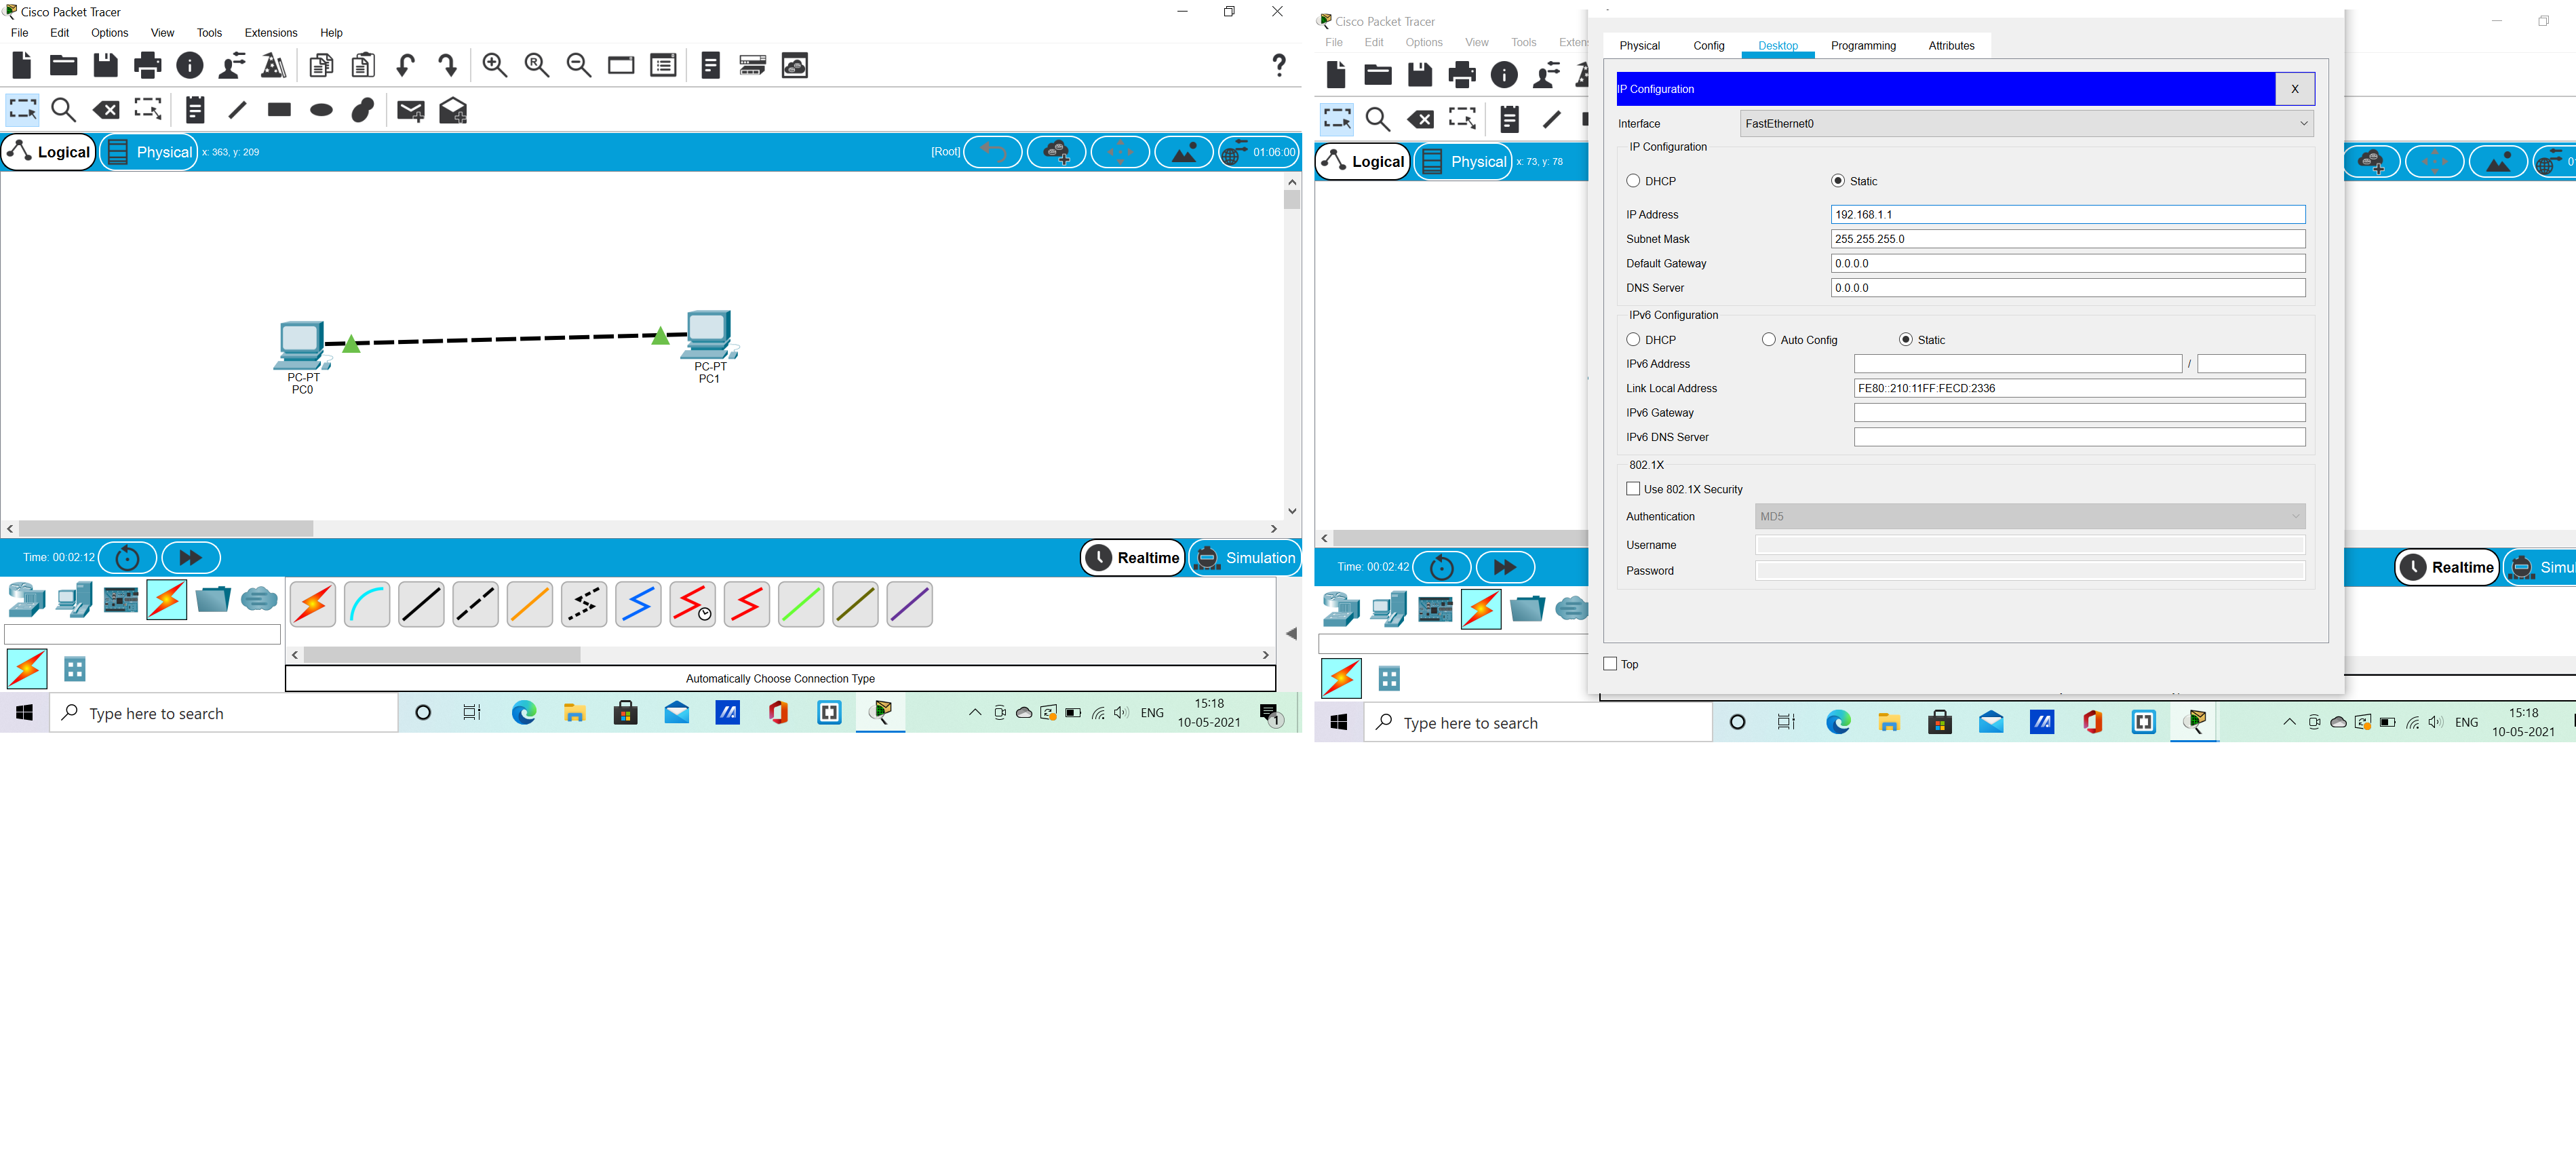 Cisco Packet Tracer
File Edit Options View Tools Extensions Help
Logical Physical x: 363, y: 209 [Root] 01:06:00
PC-PT
PC0
PC-PT
PC1
Time: 00:02:12 Realtime Simulation
Automatically Choose Connection Type
Type here to search
ENG 15:18
10-05-2021
1
Cisco Packet Tracer
File Edit Options View Tools
Logical Physical x: 73, y: 78
Physical Config Desktop Programming Attributes
IP Configuration X
Interface FastEthernet0
IP Configuration
DHCP Static
IP Address 192.168.1.1
Subnet Mask 255.255.255.0
Default Gateway 0.0.0.0
DNS Server 0.0.0.0
IPv6 Configuration
DHCP Auto Config Static
IPv6 Address /
Link Local Address FE80::210:11FF:FECD:2336
IPv6 Gateway
IPv6 DNS Server
802.1X
Use 802.1X Security
Authentication MD5
Username
Password
Top
Time: 00:02:42 Realtime
Type here to search
ENG 15:18
10-05-2021